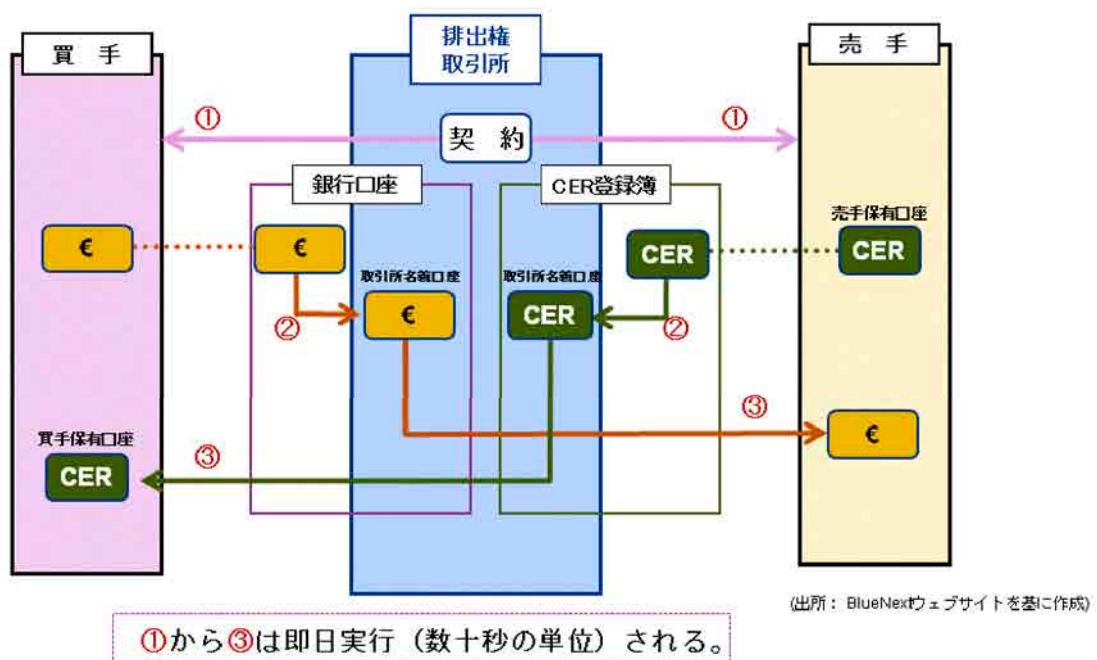 買 手
排出権
取引所
売 手
①
①
契 約
銀行口座
CER登録簿
売手保有口座
€
€
CER
CER
取引所名義口座
取引所名義口座
€
CER
②
②
③
€
買手保有口座
CER
③
(出所： BlueNextウェブサイトを基に作成)
①から③は即日実行（数十秒の単位）される。